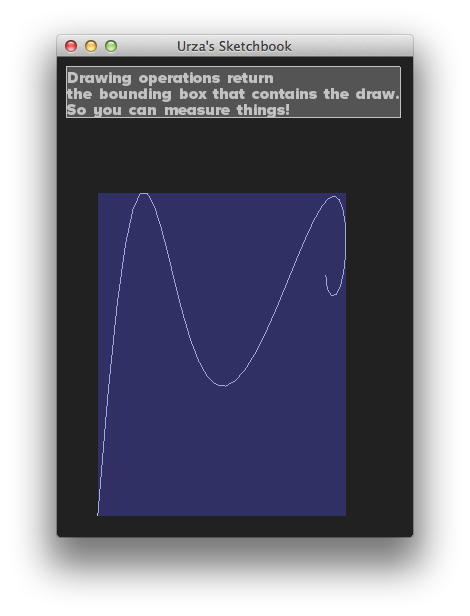 Urza's Sketchbook
Drawing operations return
the bounding box that contains the draw.
So you can measure things!